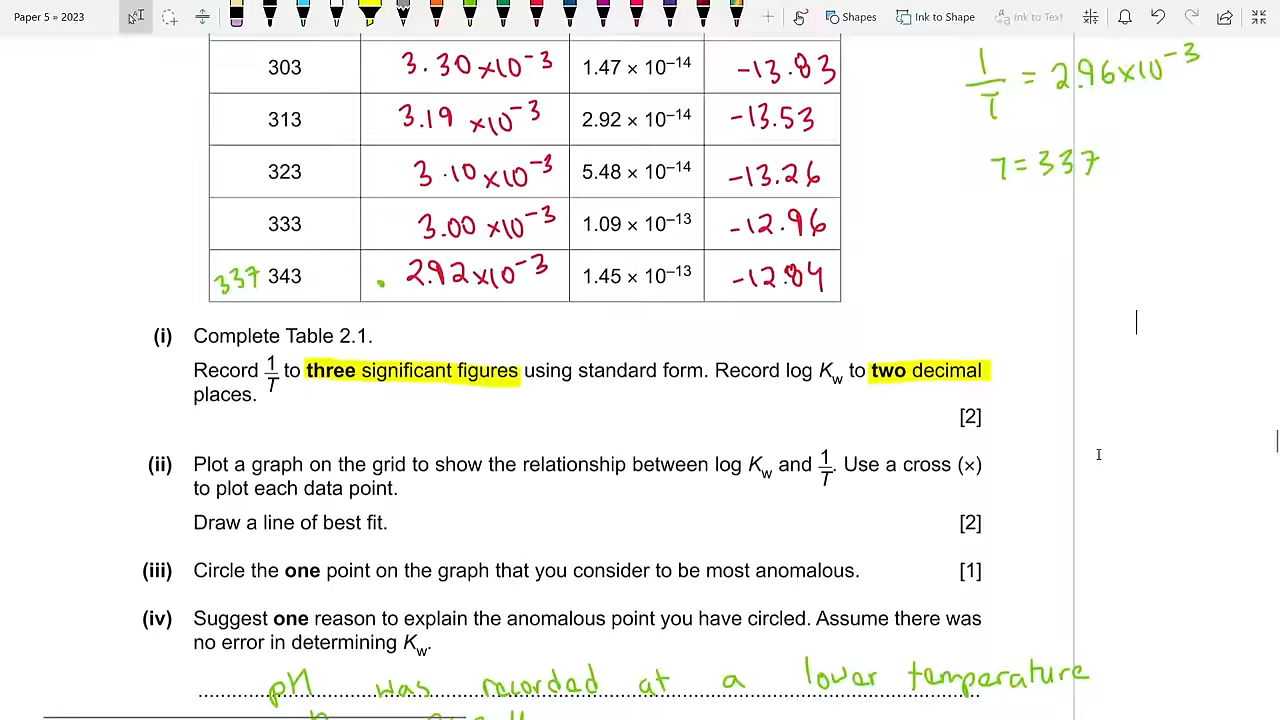 Paper 5 » 2023
Shapes
Ink to Shape
Ink to Text
303 3.30 ×10⁻³ 1.47 × 10⁻¹⁴ -13.83
1/T = 2.96×10⁻³
313 3.19 ×10⁻³ 2.92 × 10⁻¹⁴ -13.53
T = 337
323 3.10 ×10⁻³ 5.48 × 10⁻¹⁴ -13.26
333 3.00 ×10⁻³ 1.09 × 10⁻¹³ -12.96
337 343 2.92×10⁻³ 1.45 × 10⁻¹³ -12.84
(i) Complete Table 2.1.
Record 1/T to three significant figures using standard form. Record log Kw to two decimal
places.
[2]
(ii) Plot a graph on the grid to show the relationship between log Kw and 1/T. Use a cross (×)
to plot each data point.
Draw a line of best fit. [2]
(iii) Circle the one point on the graph that you consider to be most anomalous. [1]
(iv) Suggest one reason to explain the anomalous point you have circled. Assume there was
no error in determining Kw.
pH was recorded at a lower temperature